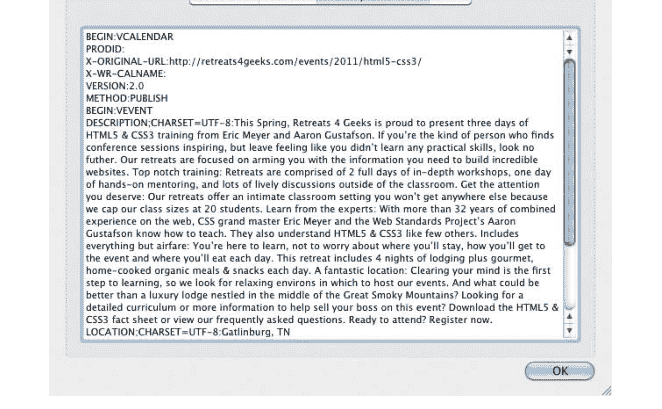 BEGIN:VCALENDAR
PRODID:
X-ORIGINAL-URL:http://retreats4geeks.com/events/2011/html5-css3/
X-WR-CALNAME:
VERSION:2.0
METHOD:PUBLISH
BEGIN:VEVENT
DESCRIPTION;CHARSET=UTF-8:This Spring, Retreats 4 Geeks is proud to present three days of
HTML5 & CSS3 training from Eric Meyer and Aaron Gustafson. If you're the kind of person who finds
conference sessions inspiring, but leave feeling like you didn't learn any practical skills, look no
futher. Our retreats are focused on arming you with the information you need to build incredible
websites. Top notch training: Retreats are comprised of 2 full days of in-depth workshops, one day
of hands-on mentoring, and lots of lively discussions outside of the classroom. Get the attention
you deserve: Our retreats offer an intimate classroom setting you won't get anywhere else because
we cap our class sizes at 20 students. Learn from the experts: With more than 32 years of combined
experience on the web, CSS grand master Eric Meyer and the Web Standards Project's Aaron
Gustafson know how to teach. They also understand HTML5 & CSS3 like few others. Includes
everything but airfare: You're here to learn, not to worry about where you'll stay, how you'll get to
the event and where you'll eat each day. This retreat includes 4 nights of lodging plus gourmet,
home-cooked organic meals & snacks each day. A fantastic location: Clearing your mind is the first
step to learning, so we look for relaxing environs in which to host our events. And what could be
better than a luxury lodge nestled in the middle of the Great Smoky Mountains? Looking for a
detailed curriculum or more information to help sell your boss on this event? Download the HTML5 &
CSS3 fact sheet or view our frequently asked questions. Ready to attend? Register now.
LOCATION;CHARSET=UTF-8:Gatlinburg, TN
OK